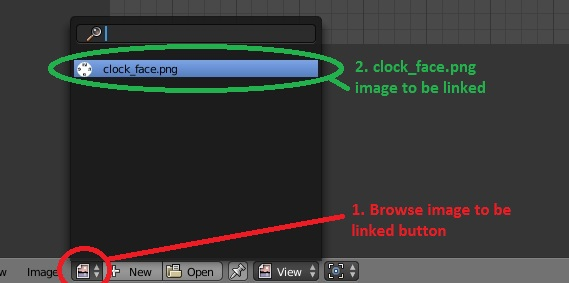 clock_face.png
2. clock_face.png
image to be linked
1. Browse image to be
linked button
w Image New Open View